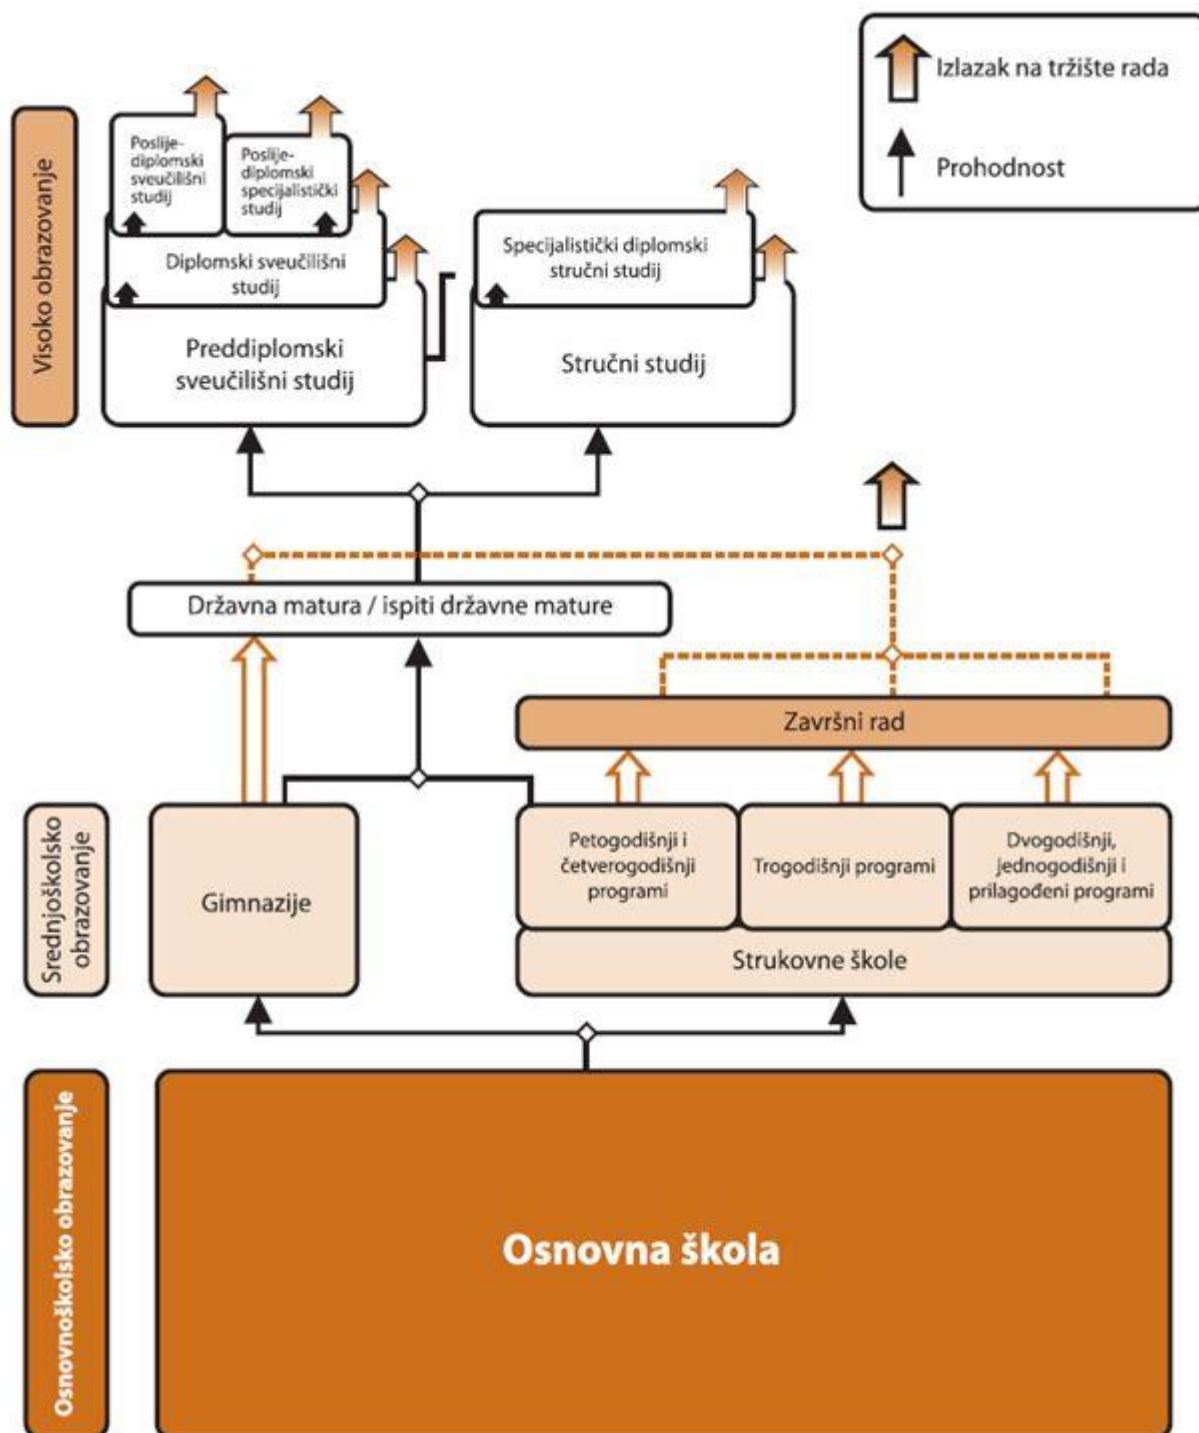 Izlazak na tržište rada
Prohodnost
Visoko obrazovanje
Poslije-
diplomski
sveučilišni
studij
Poslije-
diplomski
specijalistički
studij
Diplomski sveučilišni
studij
Preddiplomski
sveučilišni studij
Specijalistički diplomski
stručni studij
Stručni studij
Državna matura / ispiti državne mature
Završni rad
Srednjoškolsko
obrazovanje
Gimnazije
Petogodišnji i
četverogodišnji
programi
Trogodišnji programi
Dvogodišnji,
jednogodišnji i
prilagođeni programi
Strukovne škole
Osnovnoškolsko obrazovanje
Osnovna škola